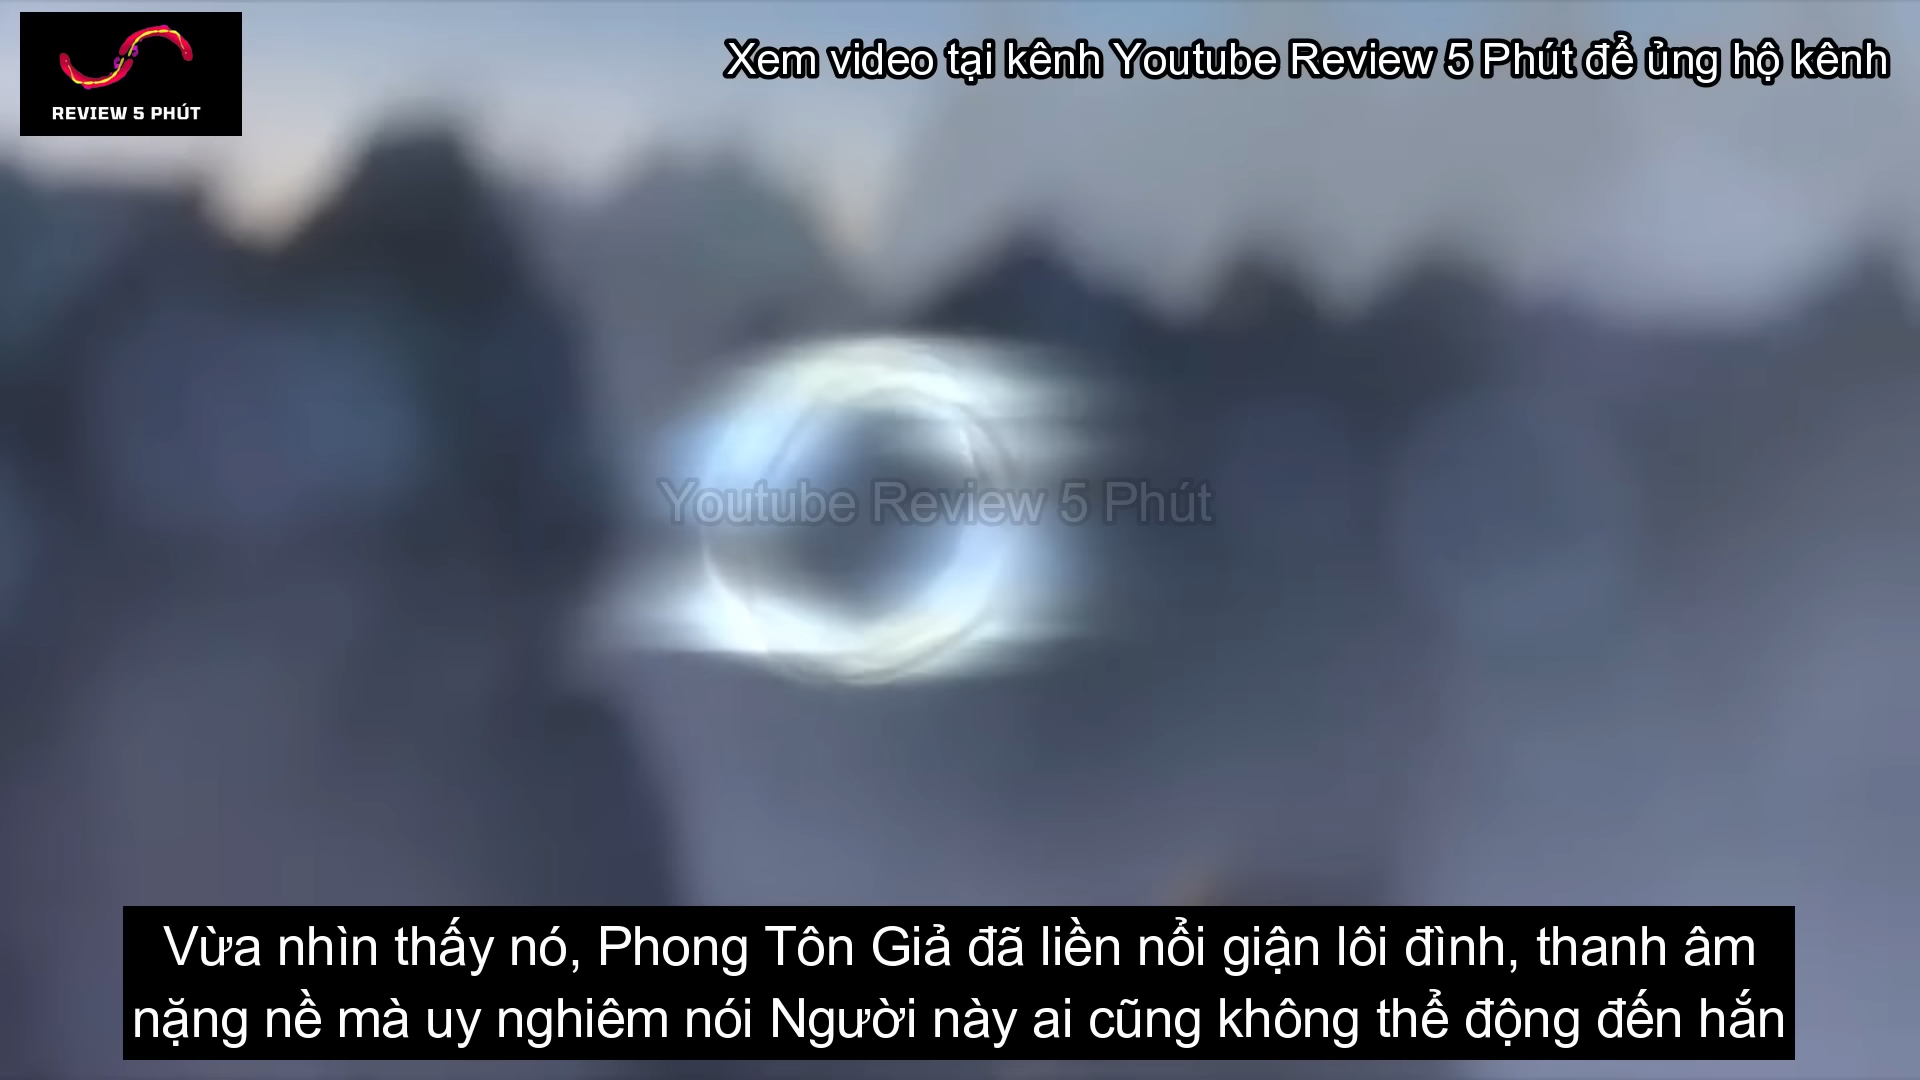 REVIEW 5 PHÚT
Xem video tại kênh Youtube Review 5 Phút để ủng hộ kênh
Youtube Review 5 Phút
Vừa nhìn thấy nó, Phong Tôn Giả đã liền nổi giận lôi đình, thanh âm
nặng nề mà uy nghiêm nói Người này ai cũng không thể động đến hắn